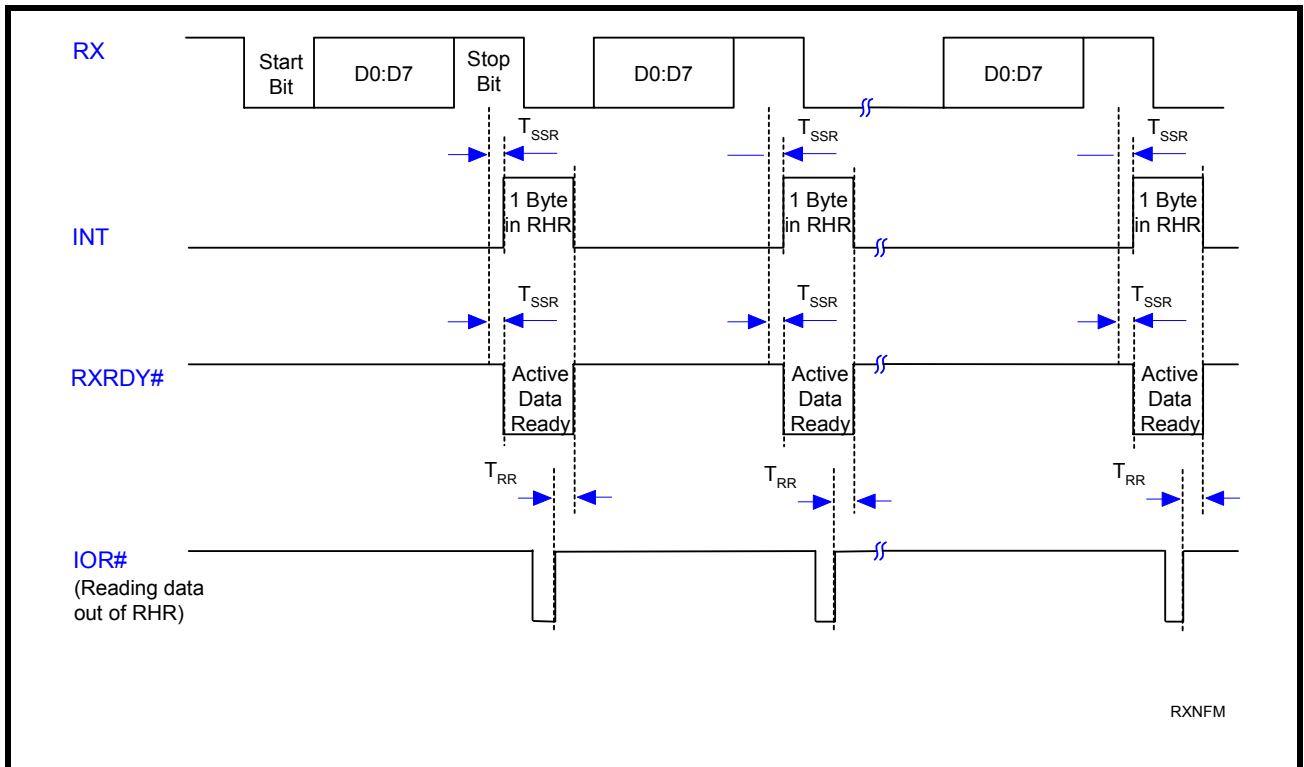 RX
Start
Bit
D0:D7
Stop
Bit
D0:D7
D0:D7
TSSR
TSSR
TSSR
INT
1 Byte
in RHR
1 Byte
in RHR
1 Byte
in RHR
TSSR
TSSR
TSSR
RXRDY#
Active
Data
Ready
Active
Data
Ready
Active
Data
Ready
TRR
TRR
TRR
IOR#
(Reading data
out of RHR)
RXNFM